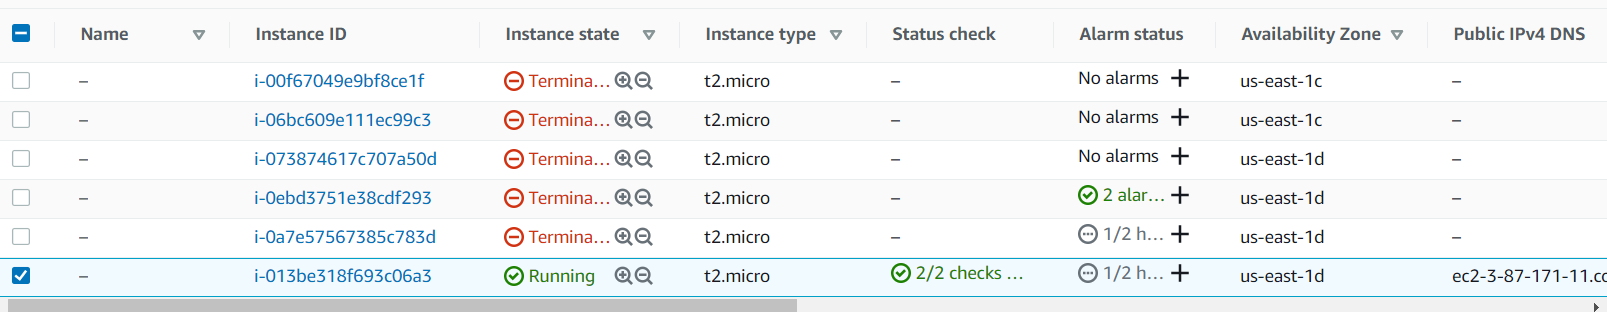 Name Instance ID Instance state Instance type Status check Alarm status Availability Zone Public IPv4 DNS
– i-00f67049e9bf8ce1f Termina... t2.micro – No alarms + us-east-1c –
– i-06bc609e111ec99c3 Termina... t2.micro – No alarms + us-east-1c –
– i-073874617c707a50d Termina... t2.micro – No alarms + us-east-1d –
– i-0ebd3751e38cdf293 Termina... t2.micro – 2 alar... + us-east-1d –
– i-0a7e57567385c783d Termina... t2.micro – 1/2 h... + us-east-1d –
– i-013be318f693c06a3 Running t2.micro 2/2 checks ... 1/2 h... + us-east-1d ec2-3-87-171-11.co